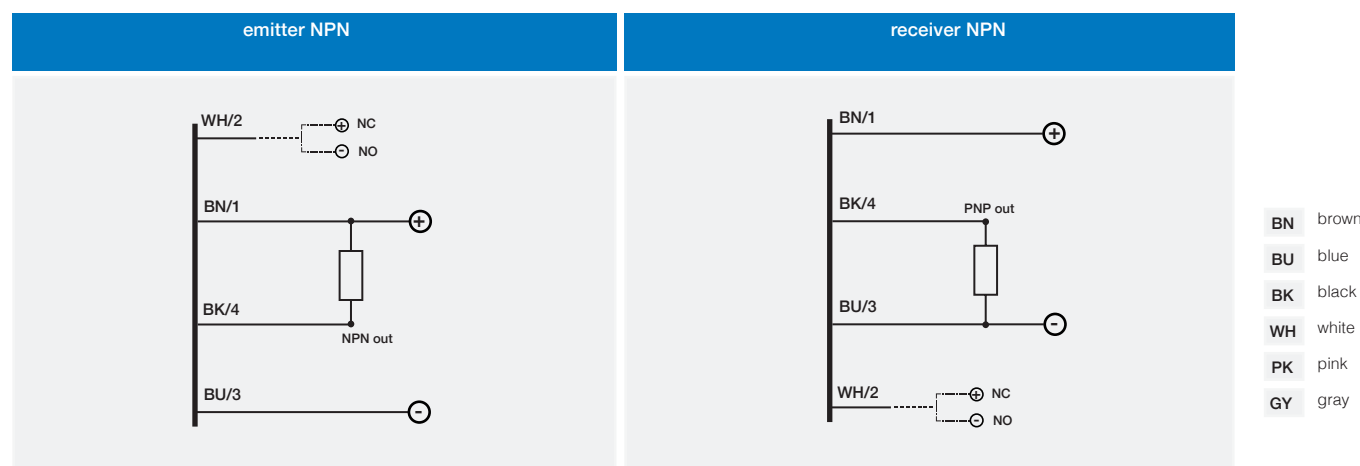 emitter NPN
WH/2
+ NC
- NO
BN/1
+
BK/4
NPN out
BU/3
-
receiver NPN
BN/1
+
BK/4
PNP out
BU/3
-
WH/2
+ NC
- NO
BN brown
BU blue
BK black
WH white
PK pink
GY gray